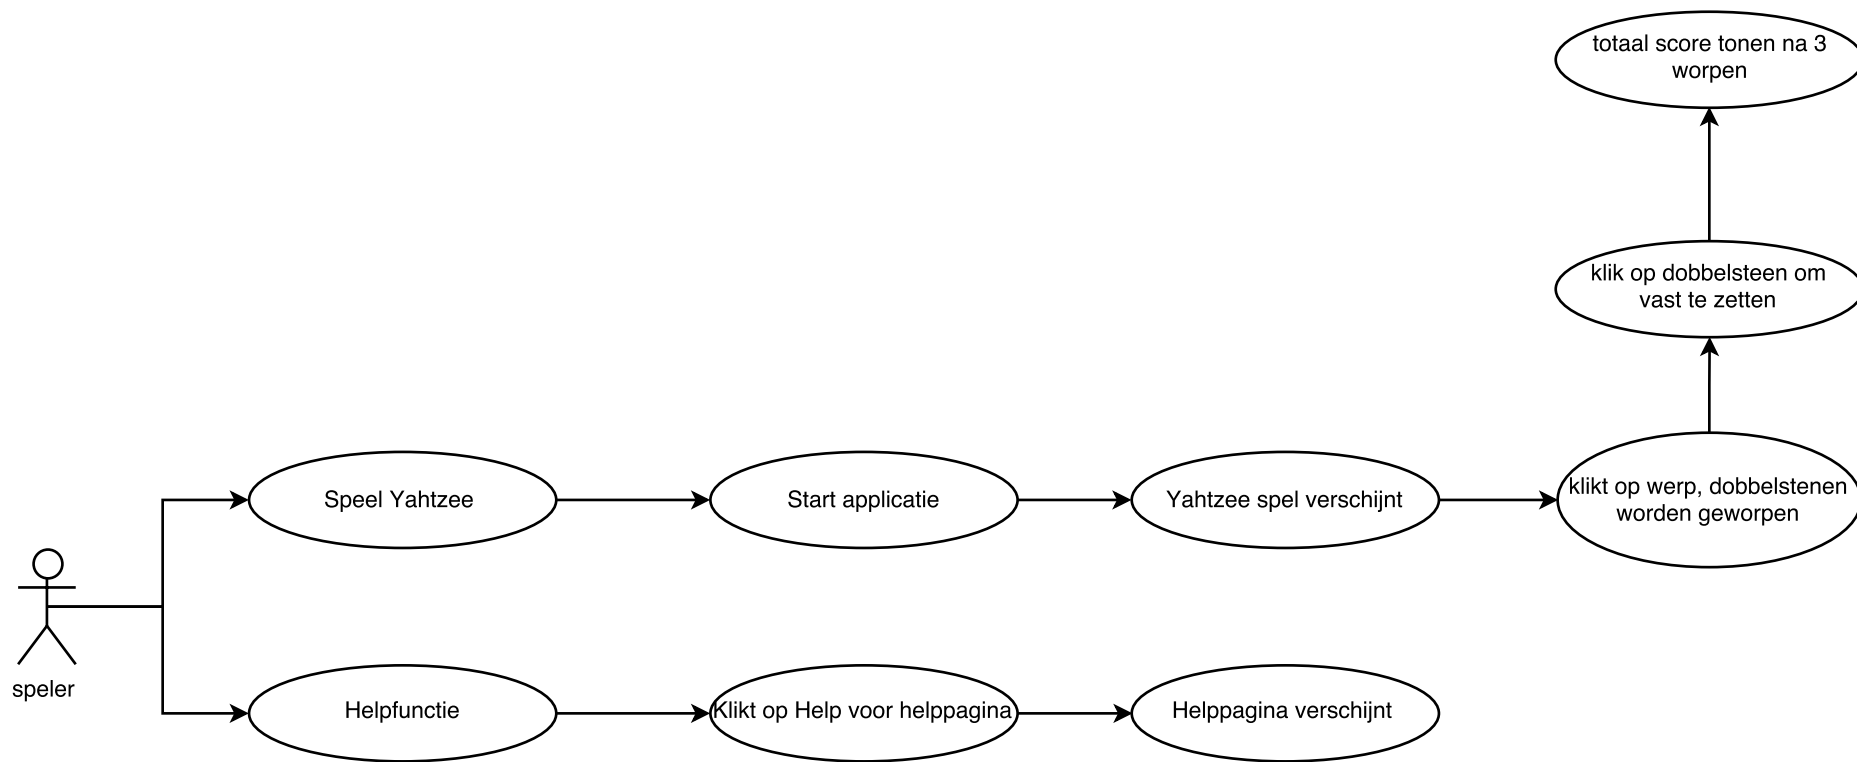 totaal score tonen na 3
worpen
klik op dobbelsteen om
vast te zetten
Speel Yahtzee
Start applicatie
Yahtzee spel verschijnt
klikt op werp, dobbelstenen
worden geworpen
speler
Helpfunctie
Klikt op Help voor helppagina
Helppagina verschijnt